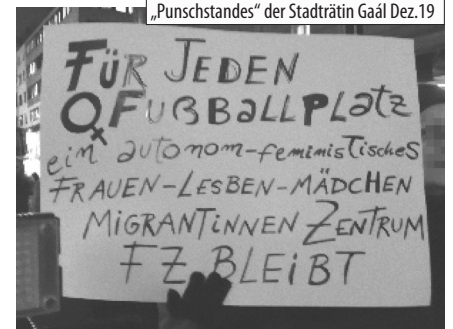 „Punschstandes“ der Stadträtin Gaál Dez.19
FÜR JEDEN
FUßBaLLPLatZ
ein autonom-feministisches
FRAUEN-LESBEN-MÄDCHEN
MiGRANTiNNEN ZENTRUM
FZ BLEiBT